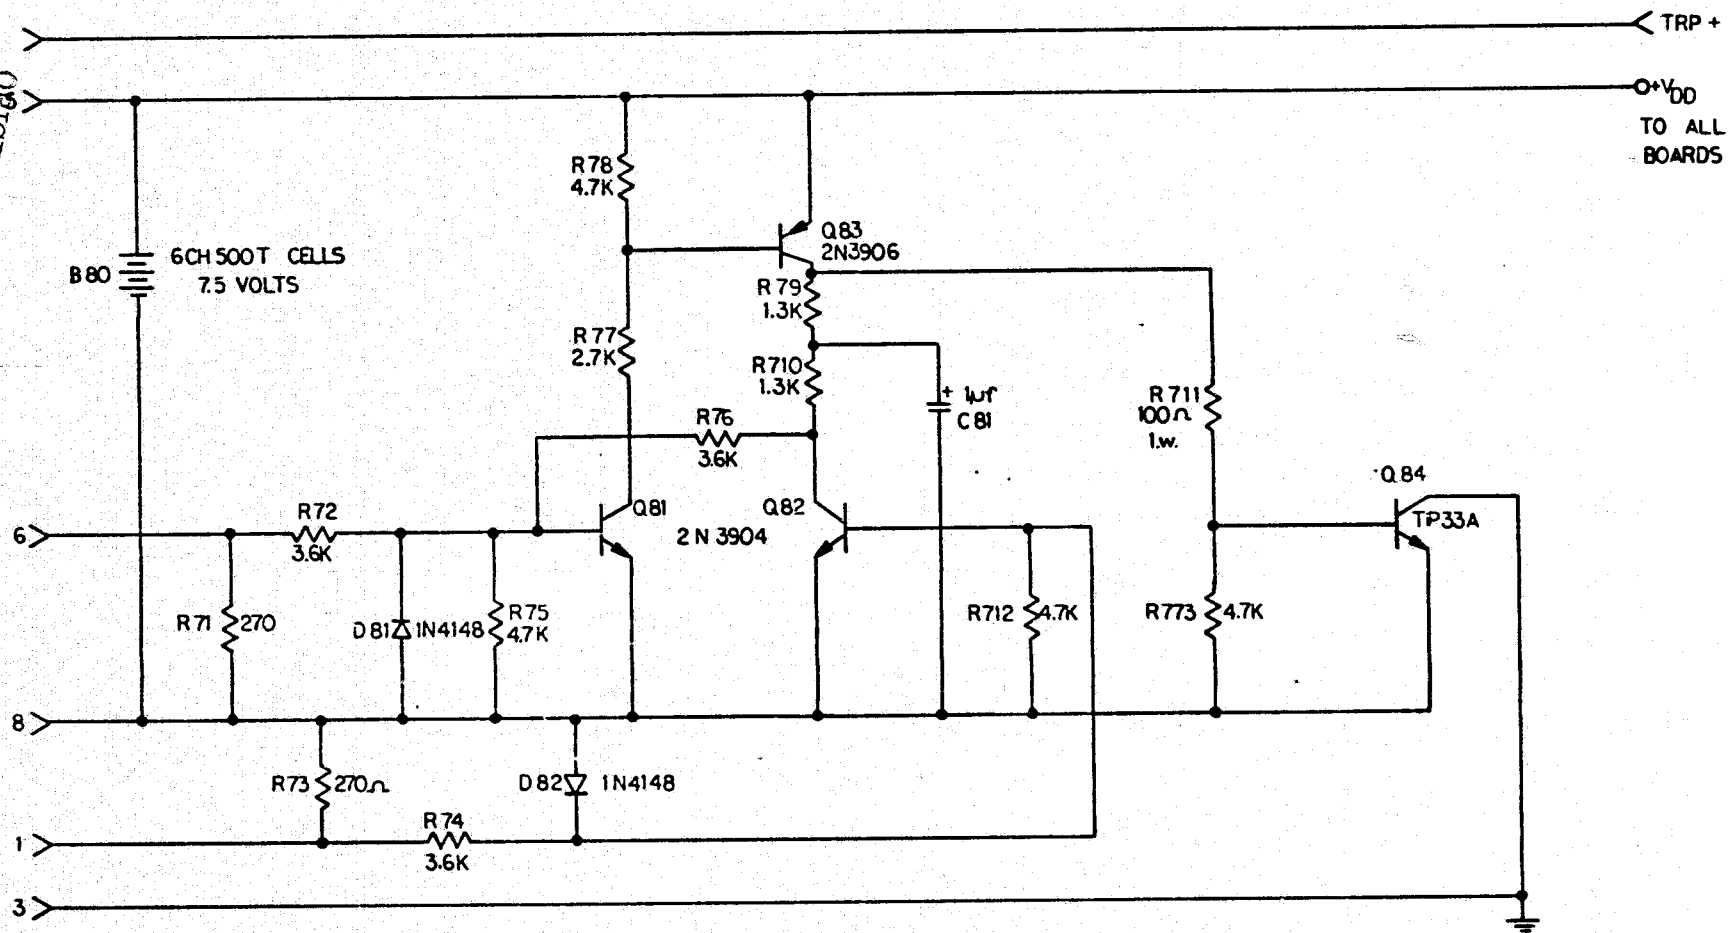 TRP +
+VDD
TO ALL
BOARDS
R78
4.7K
Q83
2N3906
6CH500T CELLS
7.5 VOLTS
B80
R79
1.3K
R77
2.7K
R710
1.3K
+ 1µf
C81
R711
100Ω
1.w.
R76
3.6K
Q84
TIP33A
R72
3.6K
Q81
Q82
2N3904
6
R71
270
D81
1N4148
R75
4.7K
R712
4.7K
R773
4.7K
8
R73
270Ω
D82
1N4148
R74
3.6K
1
3